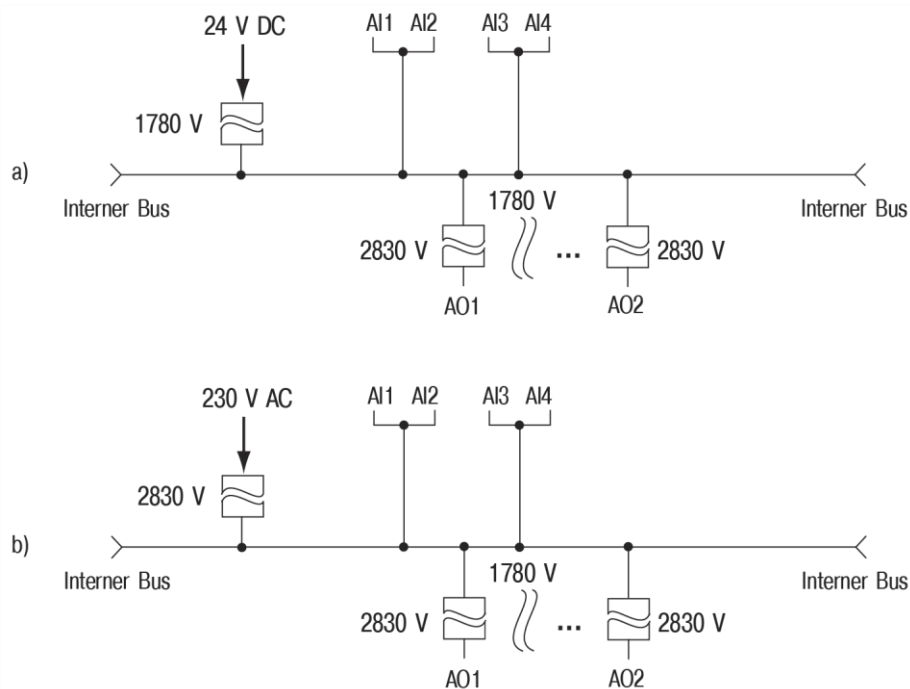 24 V DC
AI1 AI2 AI3 AI4
1780 V
a)
Interner Bus 1780 V Interner Bus
2830 V ... 2830 V
AO1 AO2
230 V AC
AI1 AI2 AI3 AI4
2830 V
b)
Interner Bus 1780 V Interner Bus
2830 V ... 2830 V
AO1 AO2